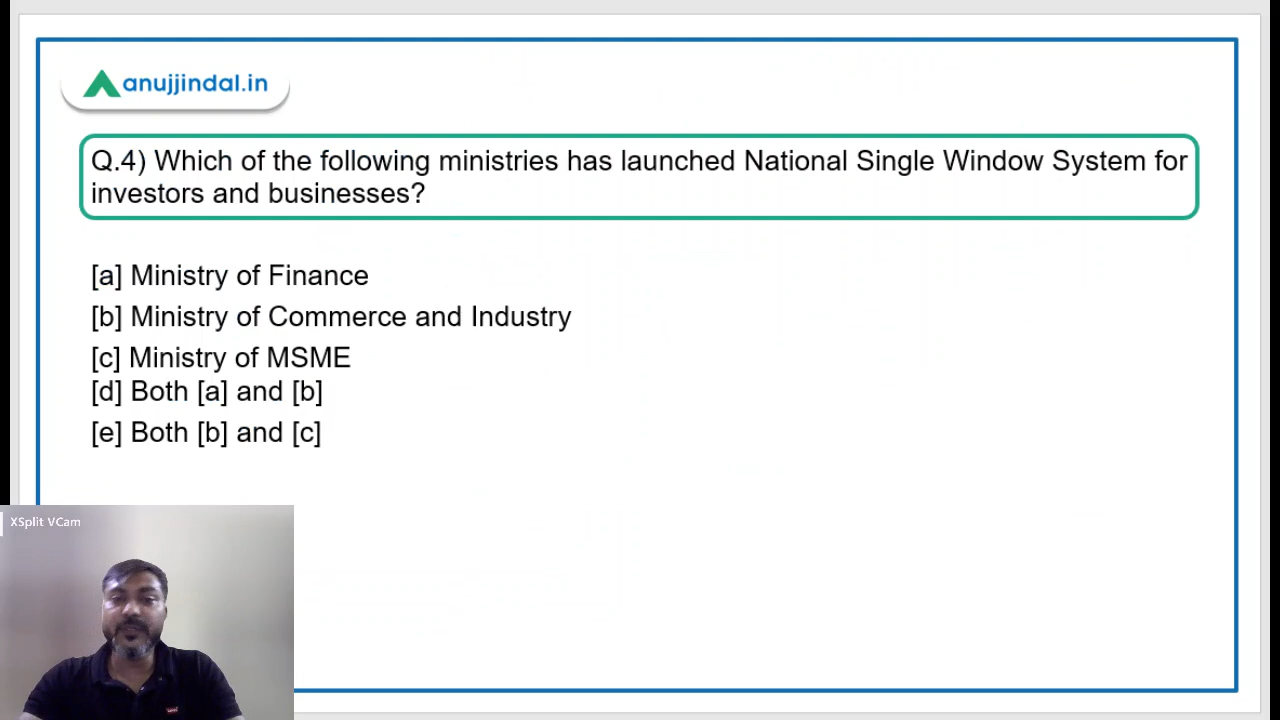 anujjindal.in
Q.4) Which of the following ministries has launched National Single Window System for
investors and businesses?
[a] Ministry of Finance
[b] Ministry of Commerce and Industry
[c] Ministry of MSME
[d] Both [a] and [b]
[e] Both [b] and [c]
XSplit VCam